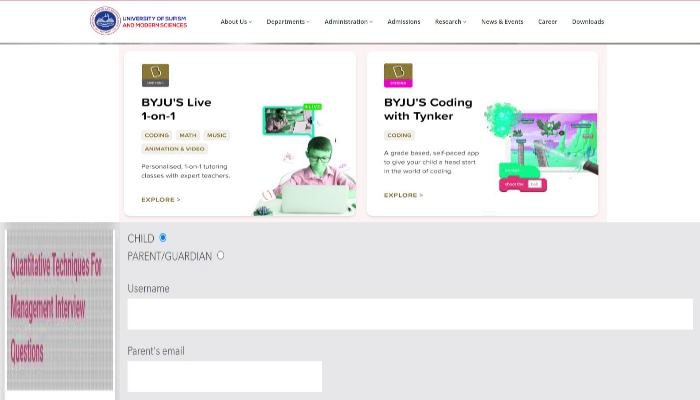 UNIVERSITY OF SUFISM
AND MODERN SCIENCES
About Us
Departments
Administration
Admissions
Research
News & Events
Career
Downloads
BYJU'S Live
1-on-1
CODING
MATH
MUSIC
ANIMATION & VIDEO
Personalised, 1-on-1 tutoring
classes with expert teachers.
EXPLORE >
LIVE
BYJU'S Coding
with Tynker
CODING
A grade based, self-paced app
to give your child a head start
in the world of coding.
EXPLORE >
Quantitative Techniques For
Management Interview
Questions
CHILD
PARENT/GUARDIAN
Username
Parent's email